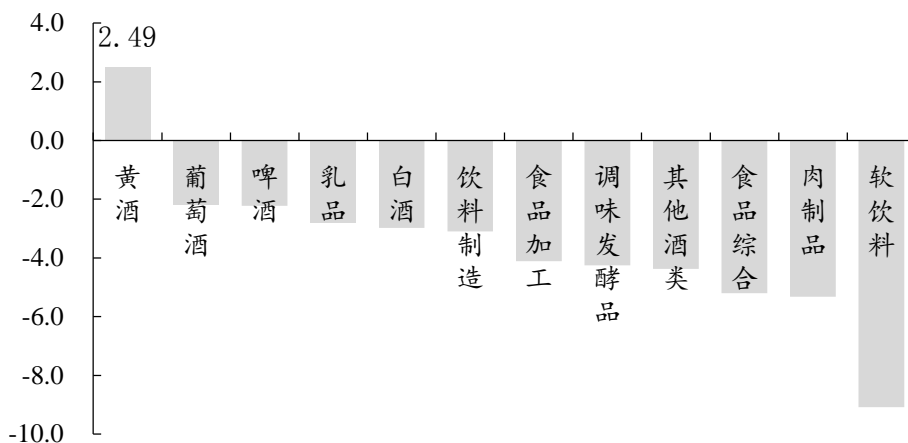 4.0
2.49
2.0
0.0
-2.0
-4.0
-6.0
-8.0
-10.0
黄酒
葡萄酒
啤酒
乳品
白酒
饮料制造
食品加工
调味发酵品
其他酒类
食品综合
肉制品
软饮料